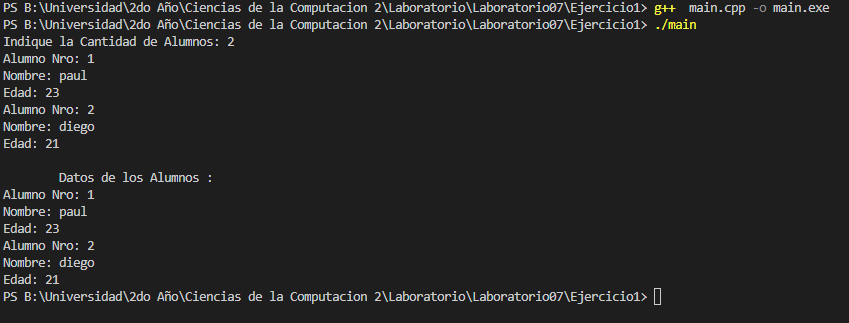 PS B:\Universidad\2do Año\Ciencias de la Computacion 2\Laboratorio\Laboratorio07\Ejercicio1> g++  main.cpp -o main.exe
PS B:\Universidad\2do Año\Ciencias de la Computacion 2\Laboratorio\Laboratorio07\Ejercicio1> ./main
Indique la Cantidad de Alumnos: 2
Alumno Nro: 1
Nombre: paul
Edad: 23
Alumno Nro: 2
Nombre: diego
Edad: 21
Datos de los Alumnos :
Alumno Nro: 1
Nombre: paul
Edad: 23
Alumno Nro: 2
Nombre: diego
Edad: 21
PS B:\Universidad\2do Año\Ciencias de la Computacion 2\Laboratorio\Laboratorio07\Ejercicio1>